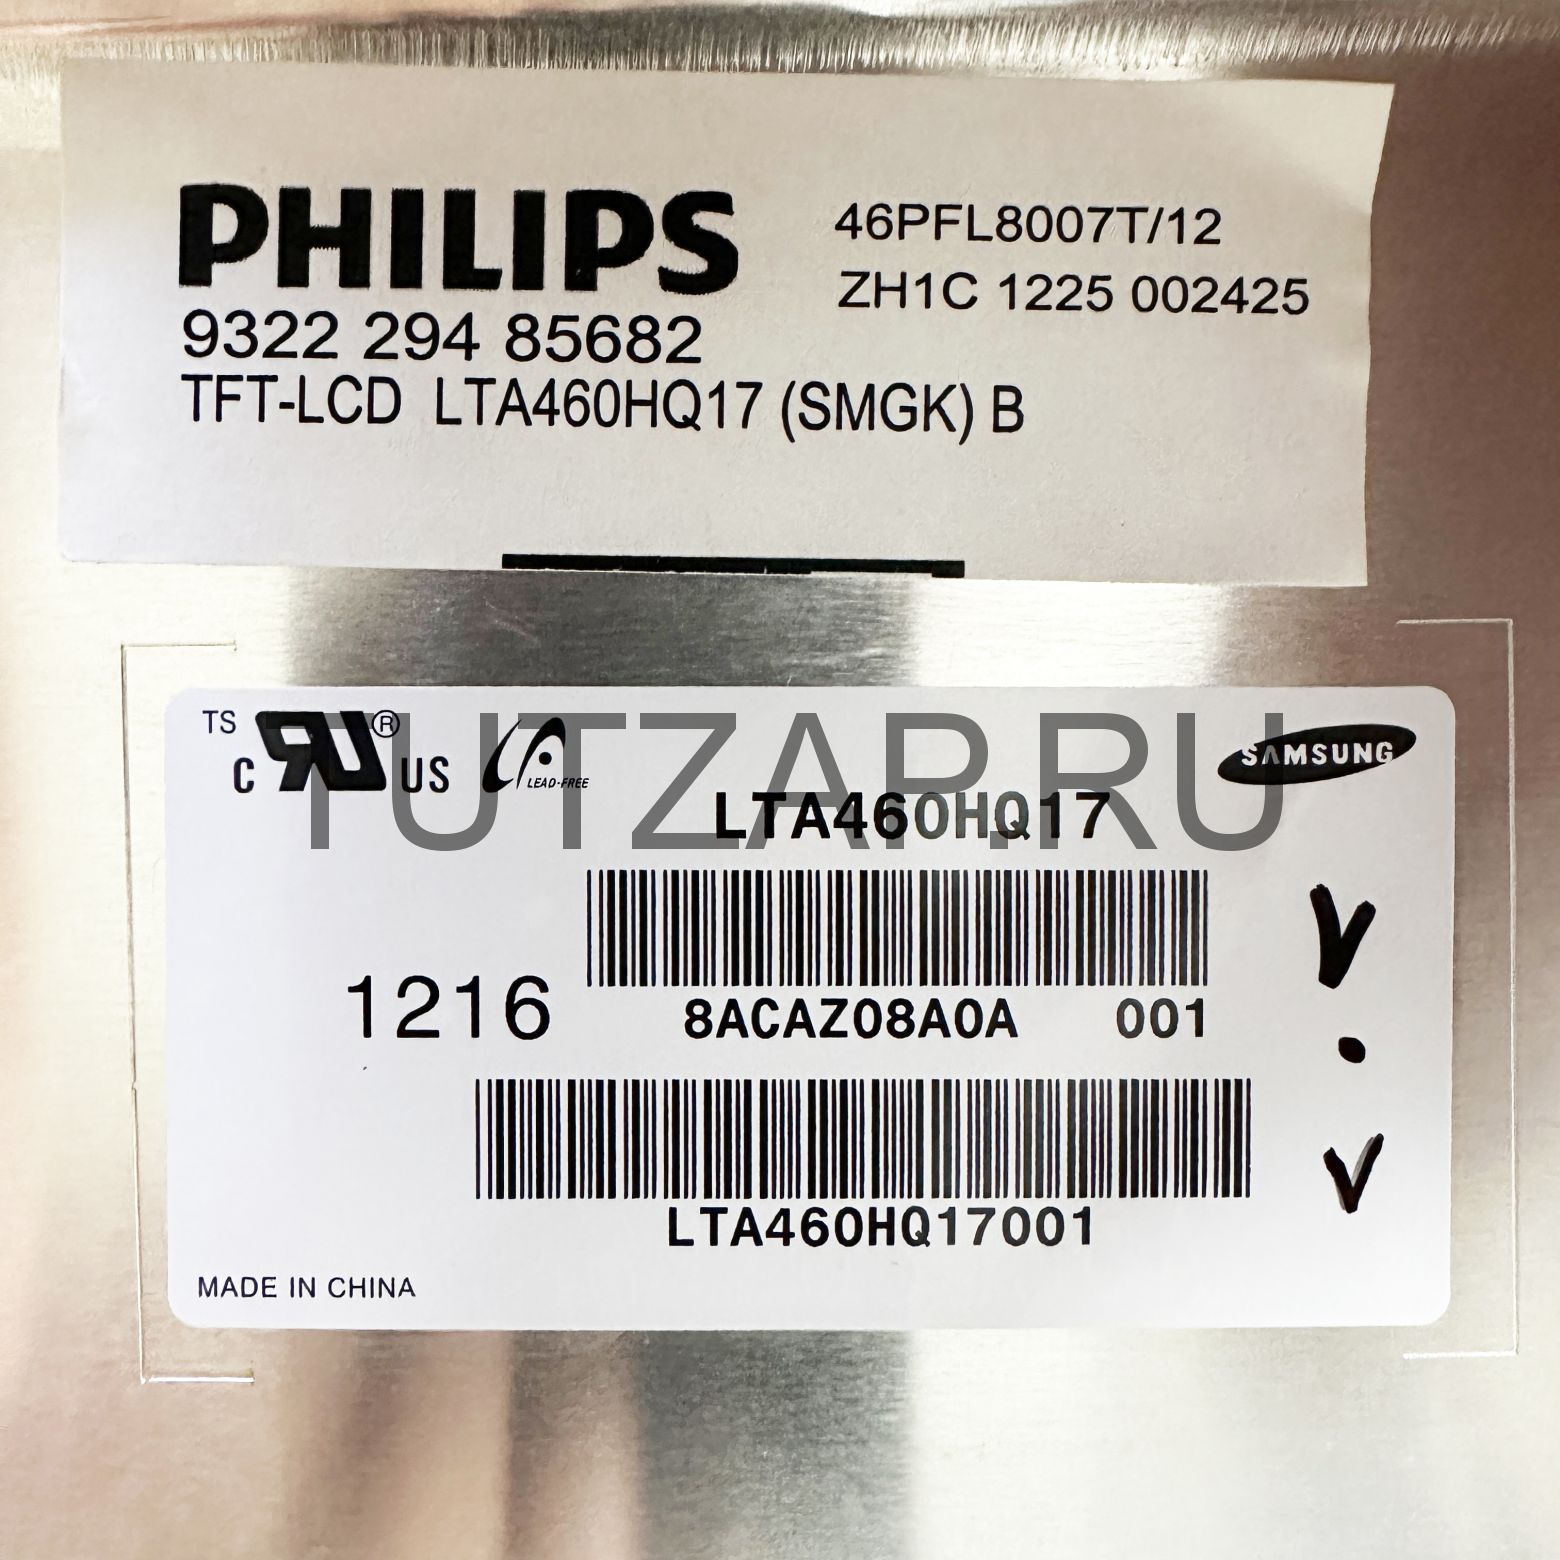 PHILIPS
46PFL8007T/12
ZH1C 1225 002425
9322 294 85682
TFT-LCD LTA460HQ17 (SMGK) B
TS
C RU® US
LEAD-FREE
SAMSUNG
TUTZAP.RU
LTA460HQ17
1216
8ACAZ08A0A 001
LTA460HQ17001
MADE IN CHINA